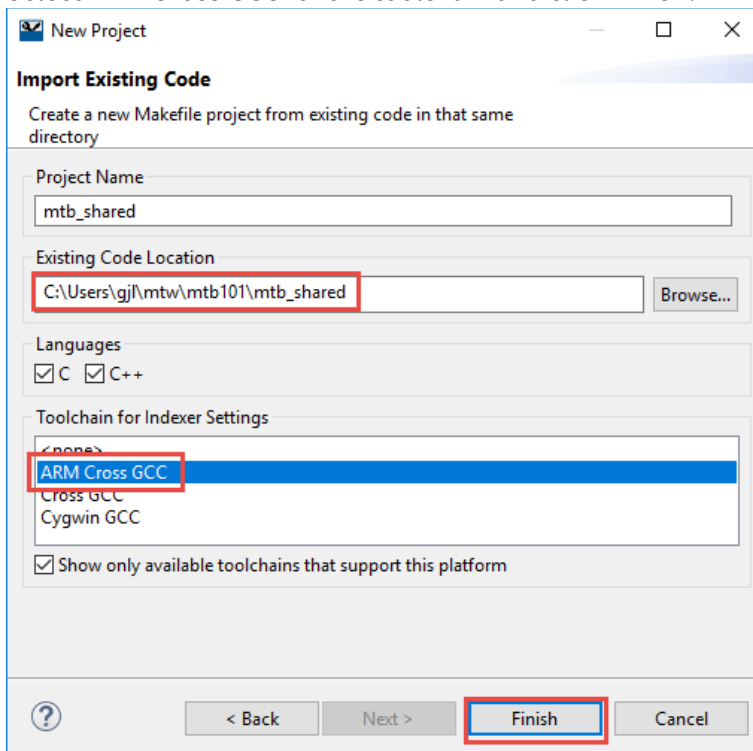 New Project
Import Existing Code
Create a new Makefile project from existing code in that same
directory
Project Name
mtb_shared
Existing Code Location
C:\Users\gjl\mtw\mtb101\mtb_shared
Browse...
Languages
C C++
Toolchain for Indexer Settings
<none>
ARM Cross GCC
Cross GCC
Cygwin GCC
Show only available toolchains that support this platform
? < Back Next > Finish Cancel